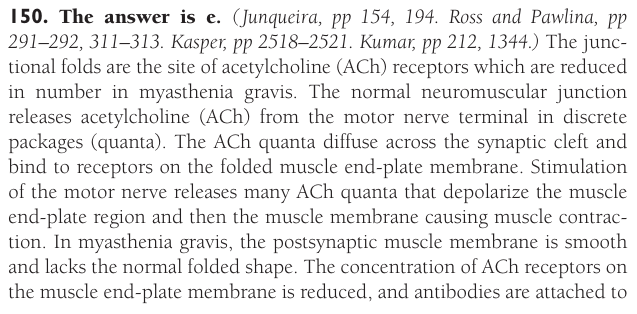 150. The answer is e. (Junqueira, pp 154, 194. Ross and Pawlina, pp
291–292, 311–313. Kasper, pp 2518–2521. Kumar, pp 212, 1344.) The junc-
tional folds are the site of acetylcholine (ACh) receptors which are reduced
in number in myasthenia gravis. The normal neuromuscular junction
releases acetylcholine (ACh) from the motor nerve terminal in discrete
packages (quanta). The ACh quanta diffuse across the synaptic cleft and
bind to receptors on the folded muscle end-plate membrane. Stimulation
of the motor nerve releases many ACh quanta that depolarize the muscle
end-plate region and then the muscle membrane causing muscle contrac-
tion. In myasthenia gravis, the postsynaptic muscle membrane is smooth
and lacks the normal folded shape. The concentration of ACh receptors on
the muscle end-plate membrane is reduced, and antibodies are attached to